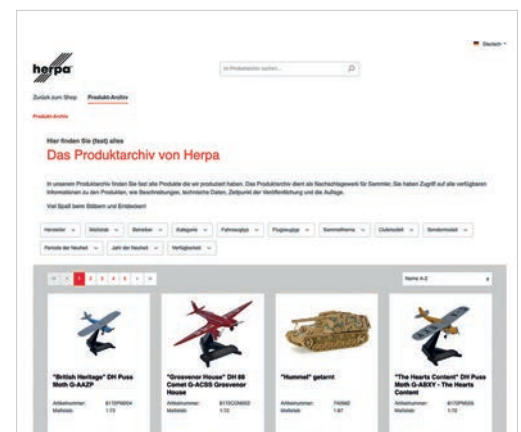 Deutsch
herpa
Im Produktarchiv suchen...
Zurück zum Shop Produkt-Archiv
Produkt-Archiv
Hier finden Sie (fast) alles
Das Produktarchiv von Herpa
In unserem Produktarchiv finden Sie fast alle Produkte die wir produziert haben. Das Produktarchiv dient als Nachschlagewerk für Sammler. Sie haben Zugriff auf alle verfügbaren
Informationen zu den Produkten, wie Beschreibungen, technische Daten, Zeitpunkt der Veröffentlichung und die Auflage.
Viel Spaß beim Stöbern und Entdecken!
Hersteller Maßstab Betreiber Kategorie Fahrzeugtyp Flugzeugtyp Sammelthema Clubmodell Sondermodell
Periode der Neuheit Jahr der Neuheit Verfügbarkeit
1 2 3 4 5 Name A-Z
"British Heritage" DH Puss
Moth G-AAZP
"Grosvenor House" DH 88
Comet G-ACSS Grosvenor
House
"Hummel" getarnt
"The Hearts Content" DH Puss
Moth G-ABXY - The Hearts
Content
Artikelnummer: 8172PM004
Maßstab: 1:72
Artikelnummer:
Maßstab: 1:72
Artikelnummer:
Maßstab: 1:87
Artikelnummer:
Maßstab: 1:72